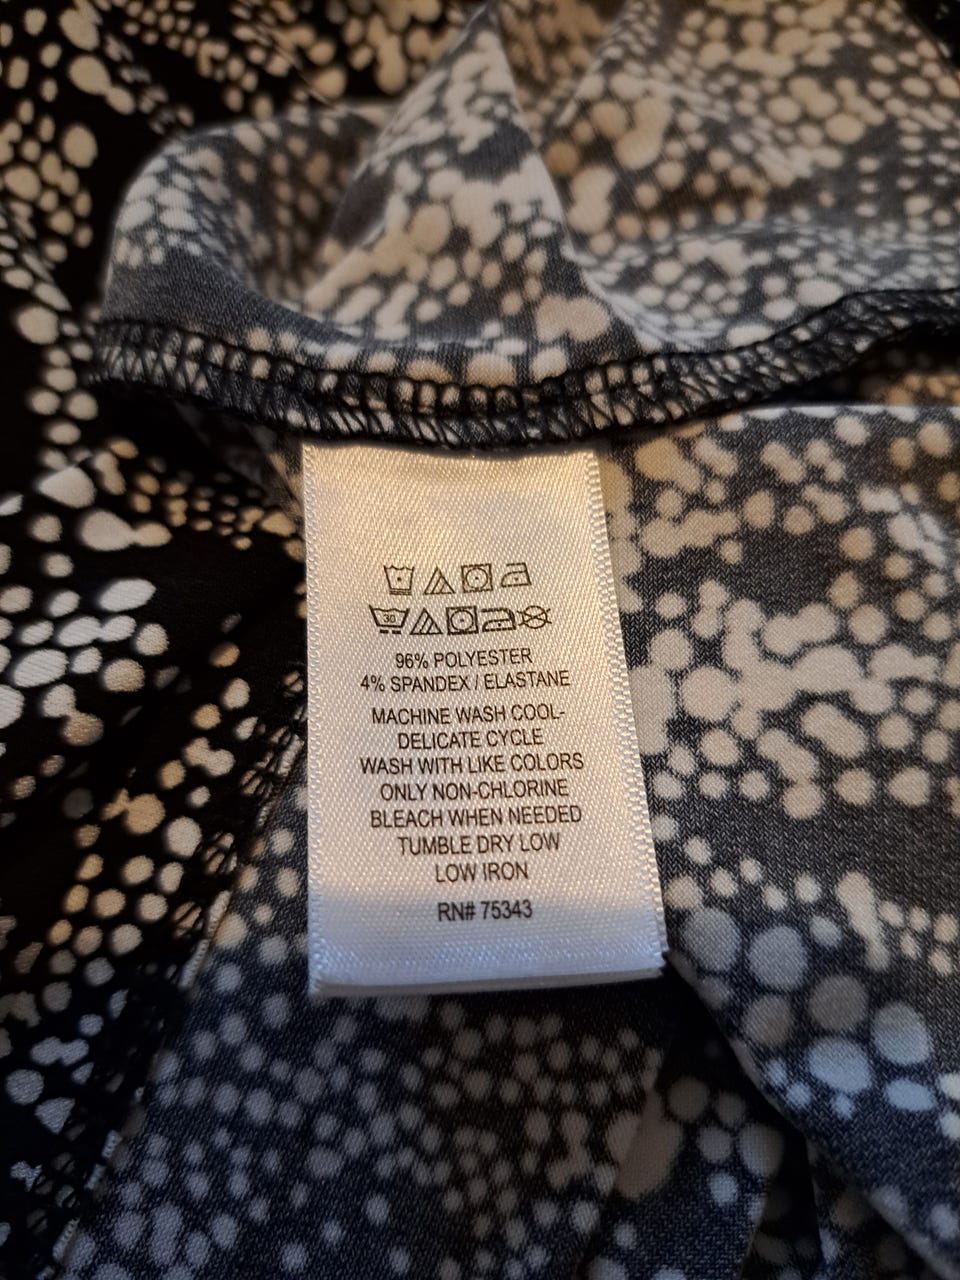 30
96% POLYESTER
4% SPANDEX / ELASTANE
MACHINE WASH COOL-
DELICATE CYCLE
WASH WITH LIKE COLORS
ONLY NON-CHLORINE
BLEACH WHEN NEEDED
TUMBLE DRY LOW
LOW IRON
RN# 75343